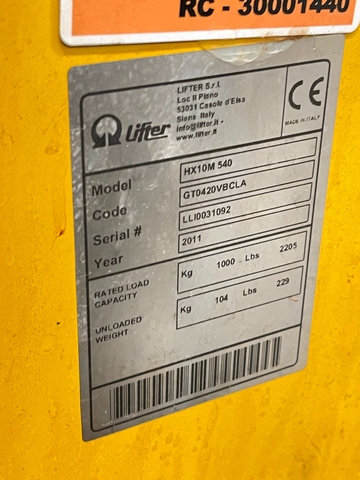 RC - 30001440
Lifter
LIFTER S.r.l.
Loc Il Piano
53031 Casole d'Elsa
Siena Italy
info@lifter.it -
www.lifter.it
CE
MADE IN ITALY
Model HX10M 540
Code GT0420VBCLA
Serial # LLI0031092
Year 2011
RATED LOAD CAPACITY Kg 1000 Lbs 2205
UNLOADED WEIGHT Kg 104 Lbs 229